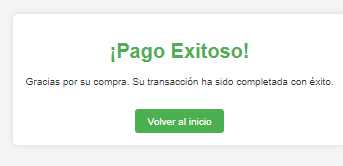 ¡Pago Exitoso!
Gracias por su compra. Su transacción ha sido completada con éxito.
Volver al inicio